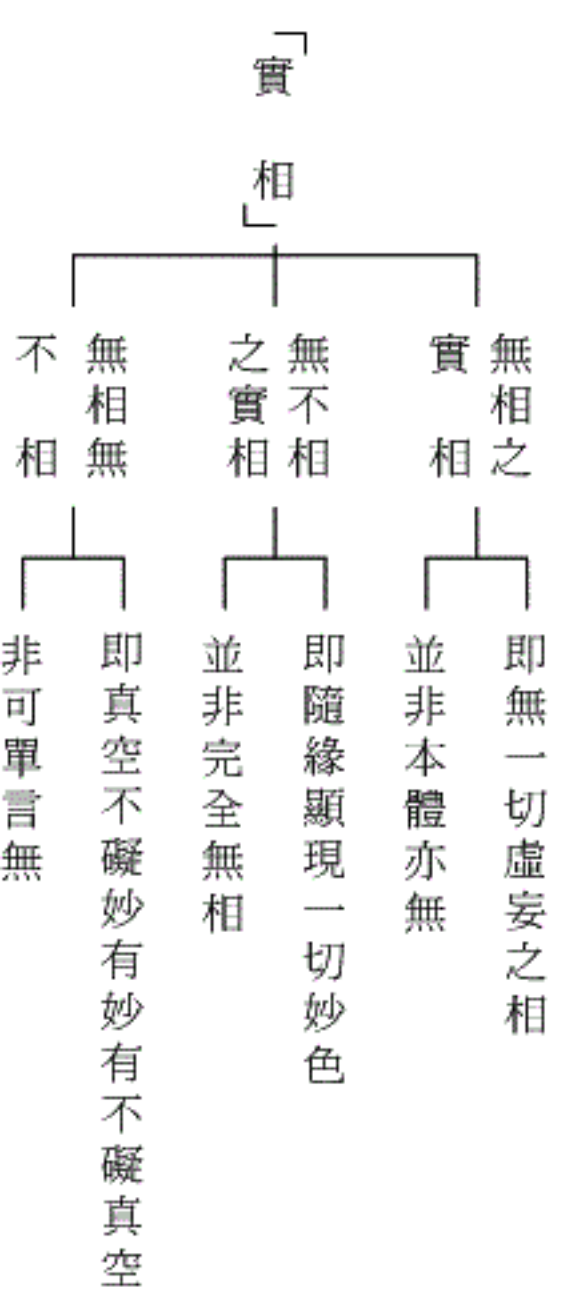 「實相」
無相之
實相
即無一切虛妄之相
並非本體亦無
無不相
之實相
即隨緣顯現一切妙色
並非完全無相
無相無
不相
即真空不礙妙有妙有不礙真空
非可單言無